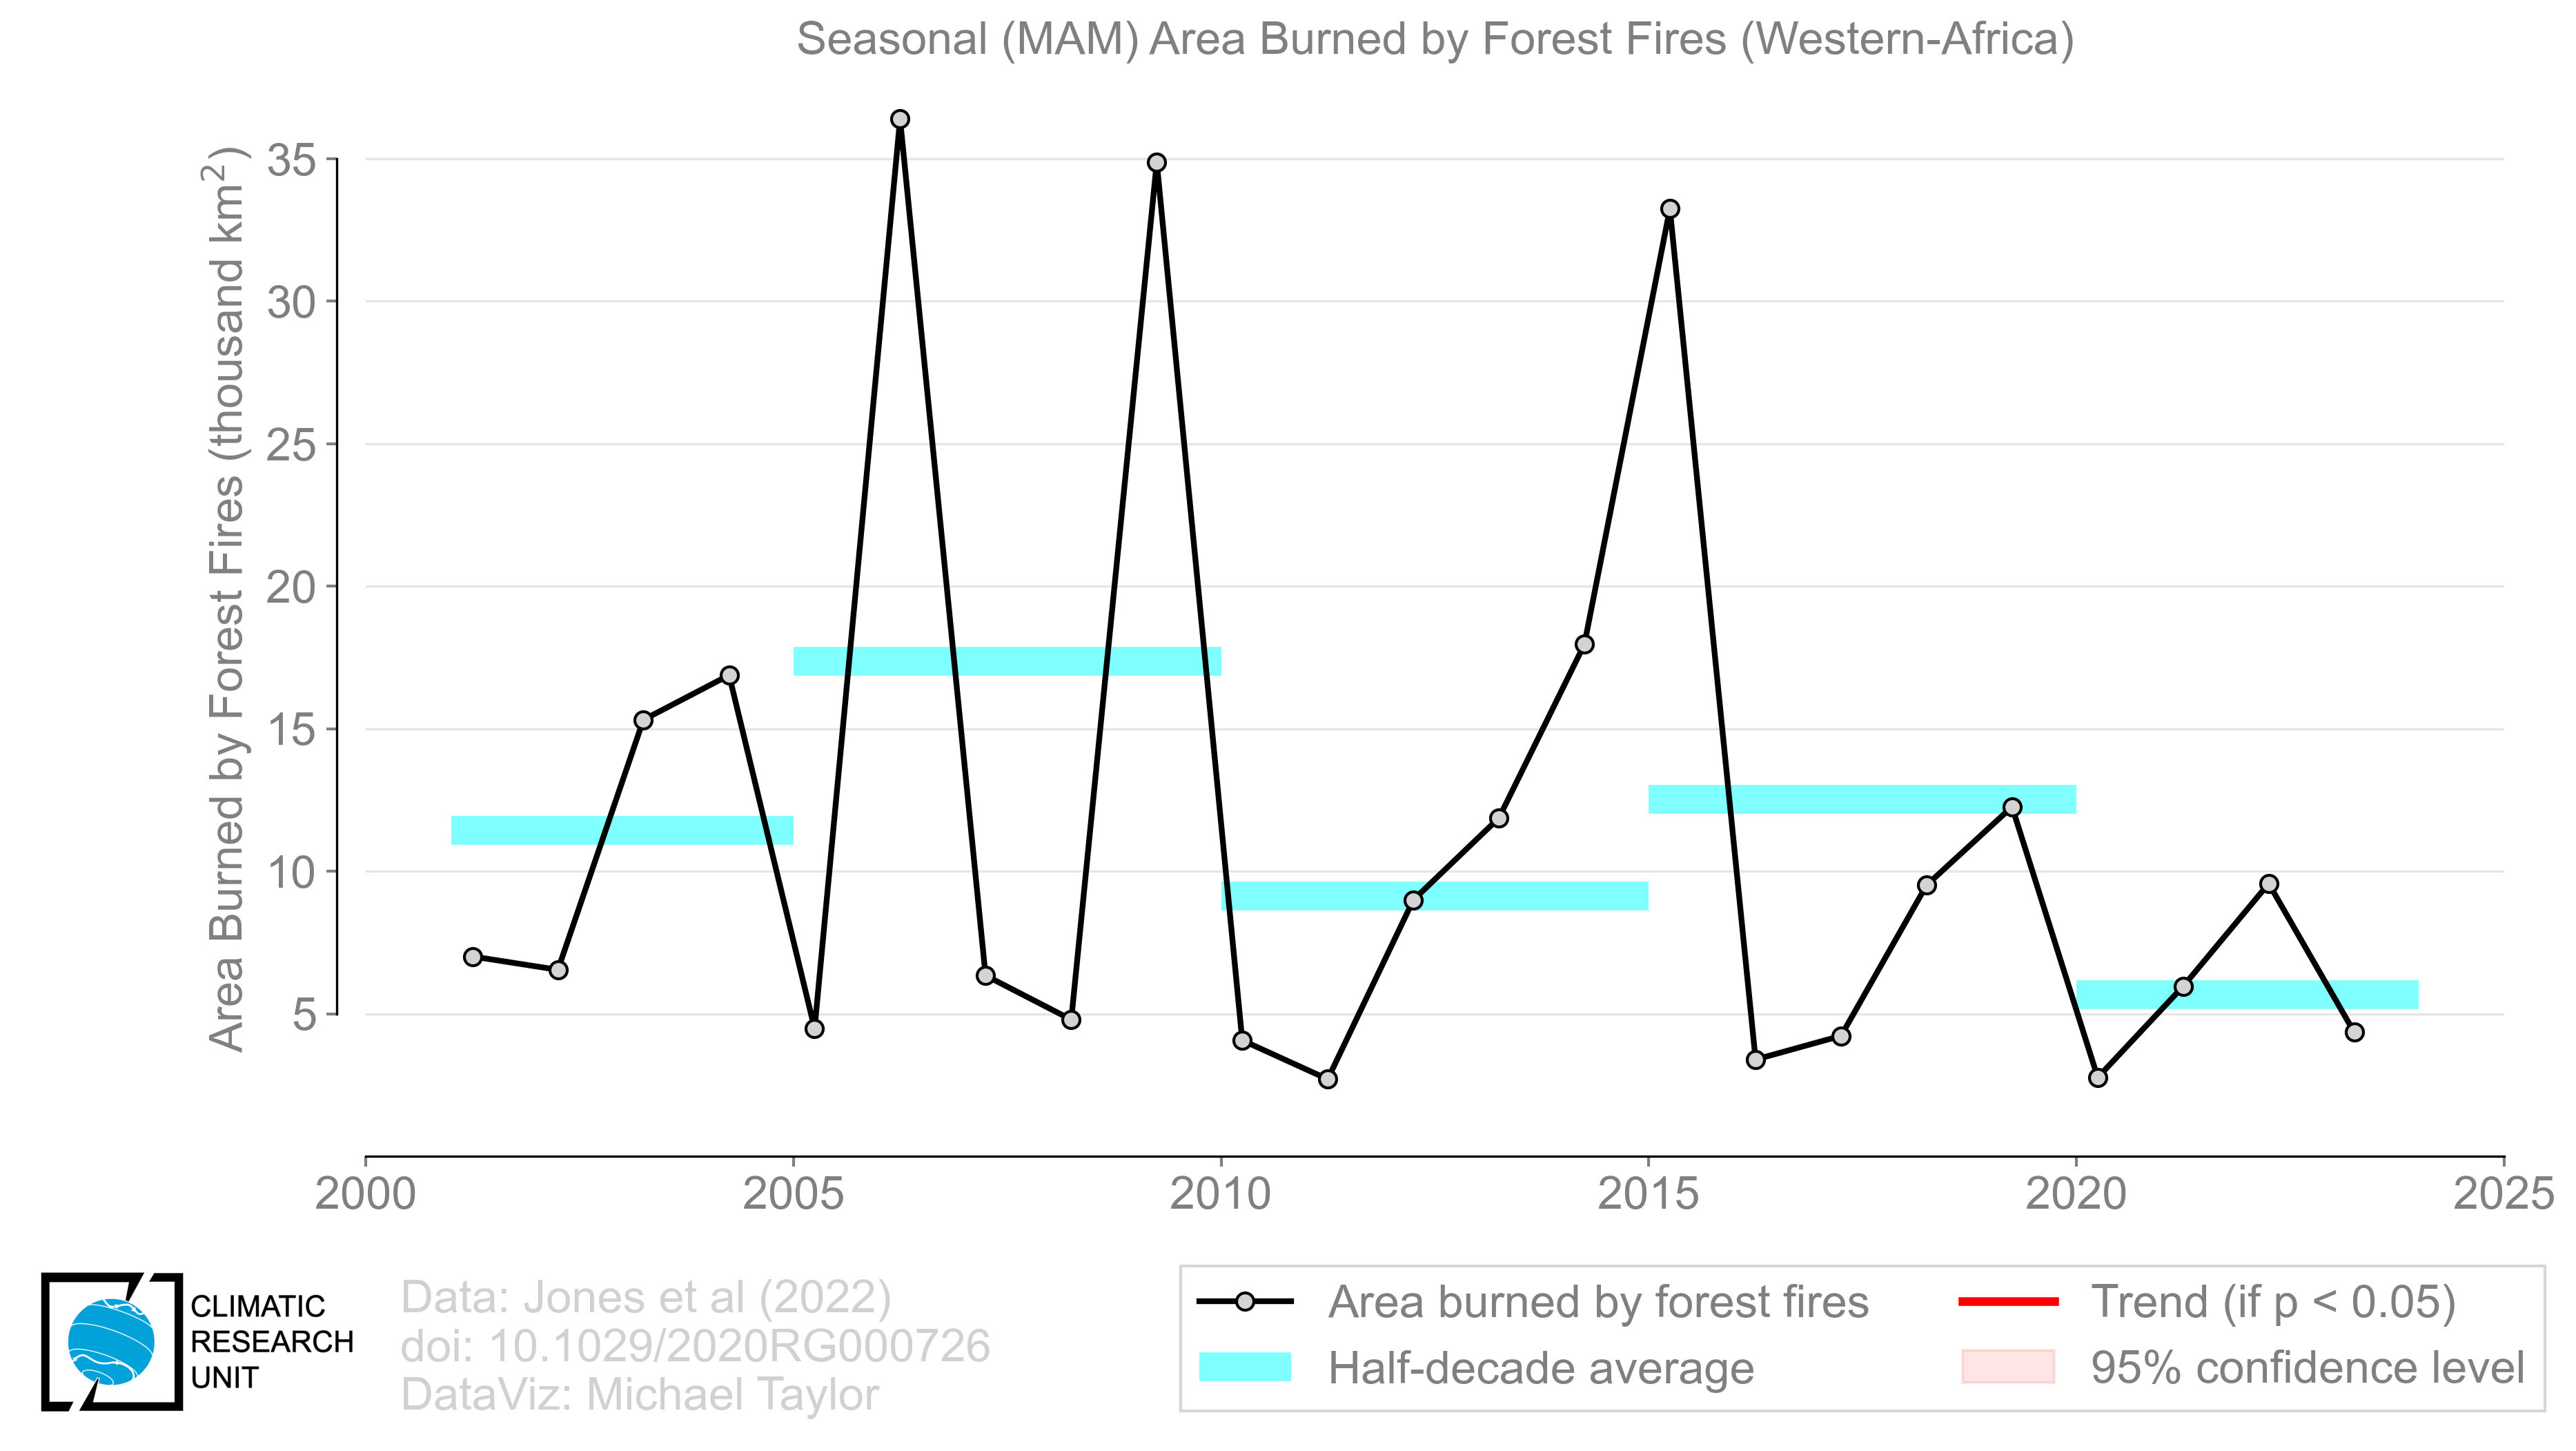 Seasonal (MAM) Area Burned by Forest Fires (Western-Africa)
Area Burned by Forest Fires (thousand km²)
35
30
25
20
15
10
5
2000
2005
2010
2015
2020
2025
CLIMATIC
RESEARCH
UNIT
Data: Jones et al (2022)
doi: 10.1029/2020RG000726
DataViz: Michael Taylor
Area burned by forest fires
Half-decade average
Trend (if p < 0.05)
95% confidence level